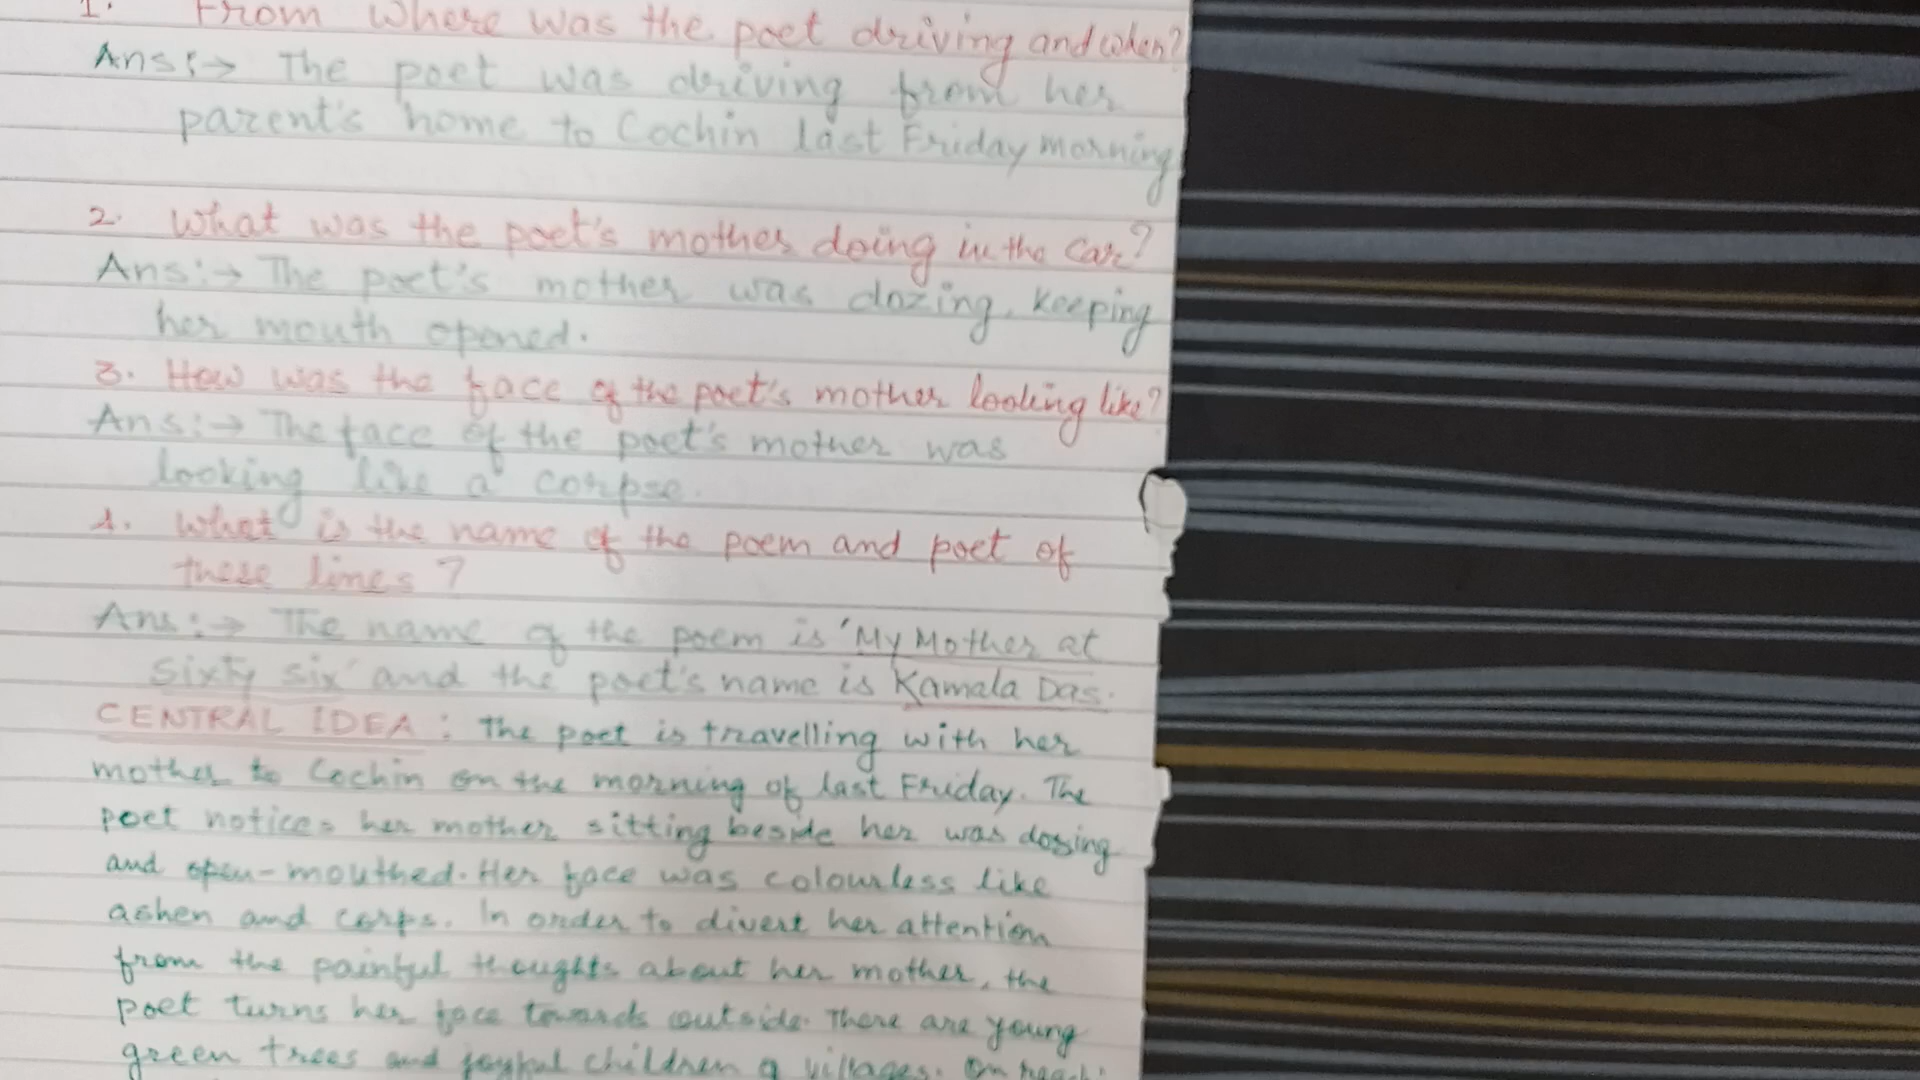 1. From where was the poet driving and when?
Ans:→ The poet was driving from her
parent's home to Cochin last Friday morning
2. What was the poet's mother doing in the car?
Ans:→ The poet's mother was dozing, keeping
her mouth opened.
3. How was the face of the poet's mother looking like?
Ans:→ The face of the poet's mother was
looking like a corpse.
4. What is the name of the poem and poet of
these lines?
Ans:→ The name of the poem is 'My Mother at
sixty six' and the poet's name is Kamala Das.
CENTRAL IDEA: The poet is travelling with her
mother to Cochin on the morning of last Friday. The
poet notices her mother sitting beside her was dozing
and open-mouthed. Her face was colourless like
ashen and corps. In order to divert her attention
from the painful thoughts about her mother, the
poet turns her face towards outside. There are young
green trees and joyful children of villages. On